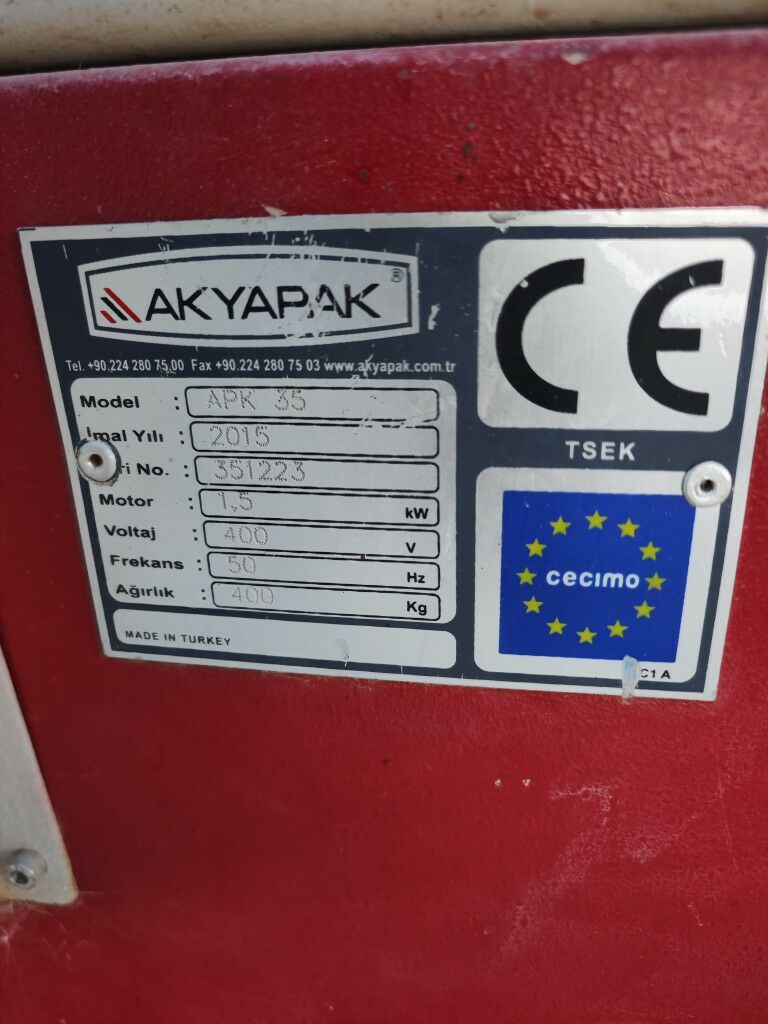 AKYAPAK ®
Tel. +90.224 280 75 00 Fax +90.224 280 75 03 www.akyapak.com.tr
Model : APK 35
İmal Yılı : 2015
ri No. : 351223
Motor : 1,5 kW
Voltaj : 400 V
Frekans : 50 Hz
Ağırlık : 400 Kg
MADE IN TURKEY
CE
TSEK
cecimo
C1 A